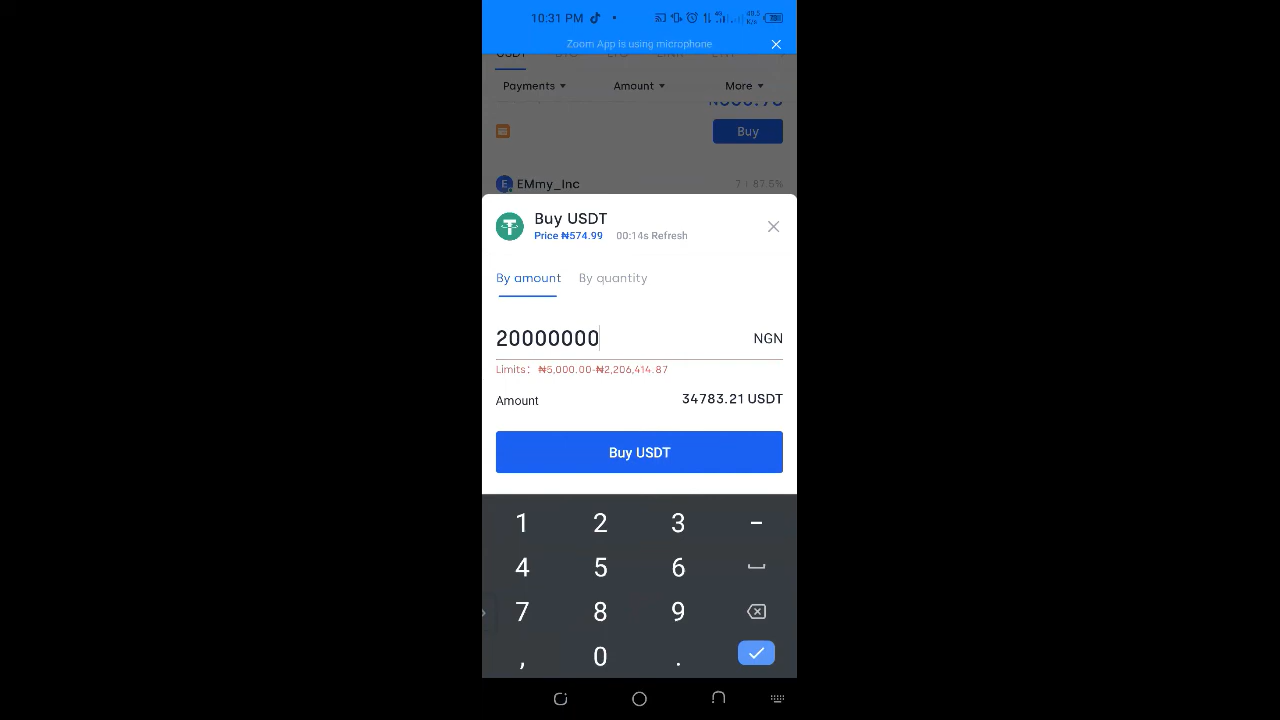 10:31 PM
Zoom App is using microphone
Payments Amount More
Buy
E EMmy_Inc 7 | 87.5%
Buy USDT
Price ₦574.99 00:14s Refresh
By amount By quantity
20000000 NGN
Limits: ₦5,000.00-₦2,206,414.87
Amount 34783.21 USDT
Buy USDT
1 2 3 -
4 5 6
7 8 9
, 0 .